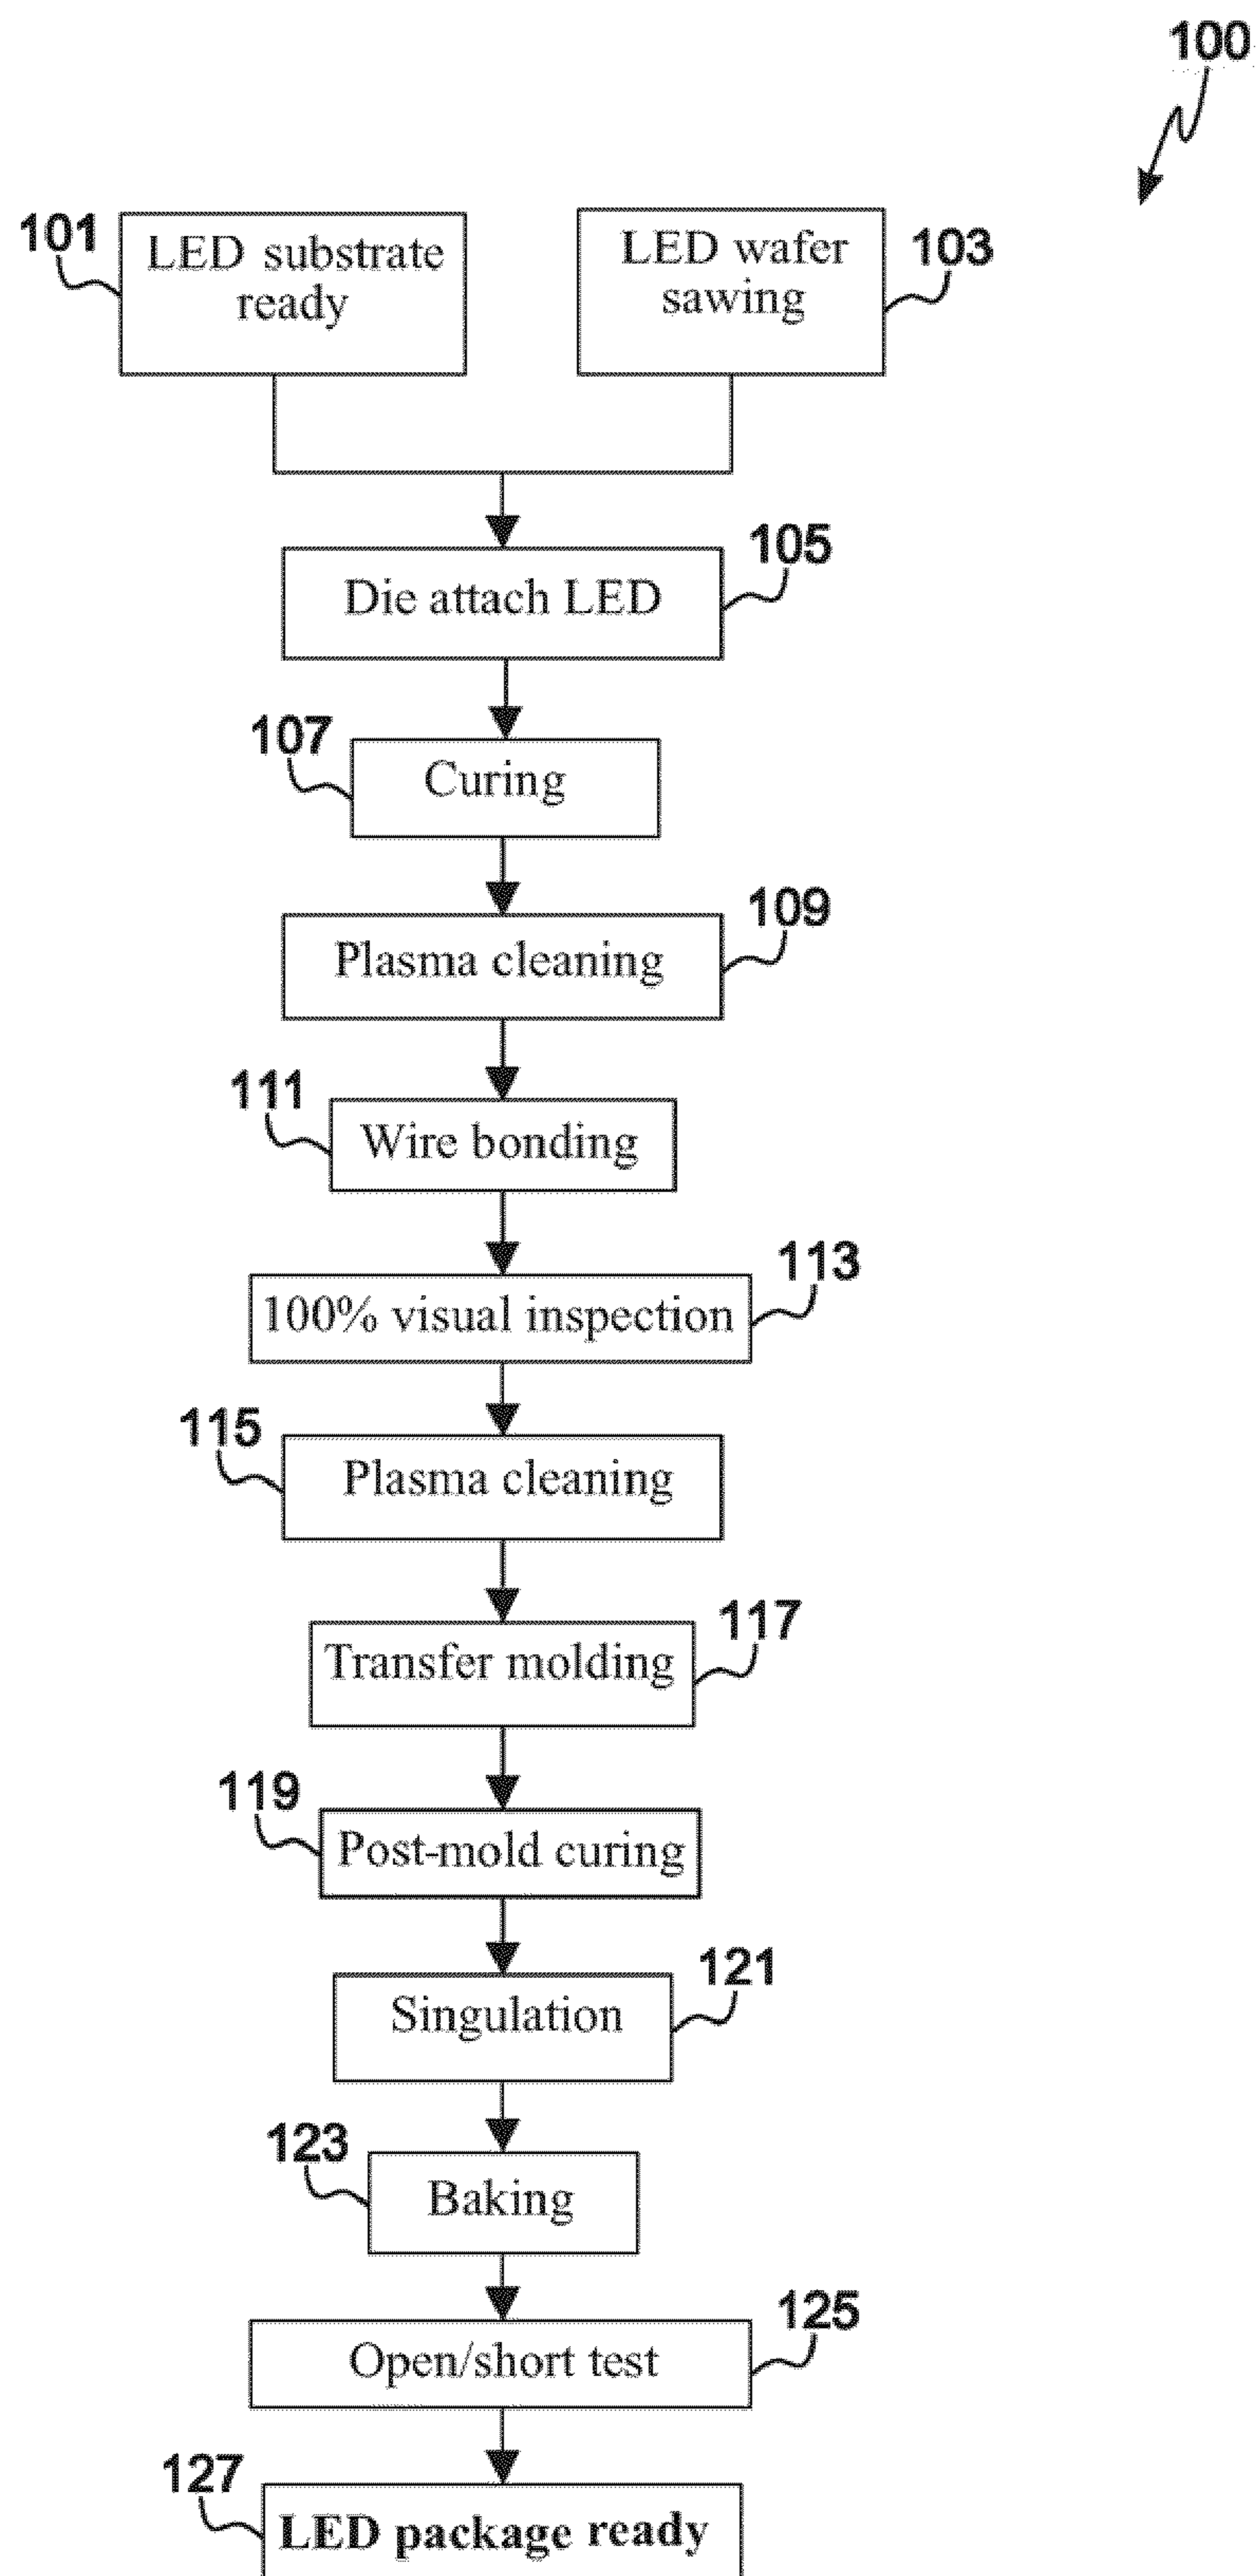 100
101
LED substrate
ready
LED wafer
sawing
103
105
Die attach LED
107
Curing
109
Plasma cleaning
111
Wire bonding
113
100% visual inspection
115
Plasma cleaning
117
Transfer molding
119
Post-mold curing
121
Singulation
123
Baking
125
Open/short test
127
LED package ready